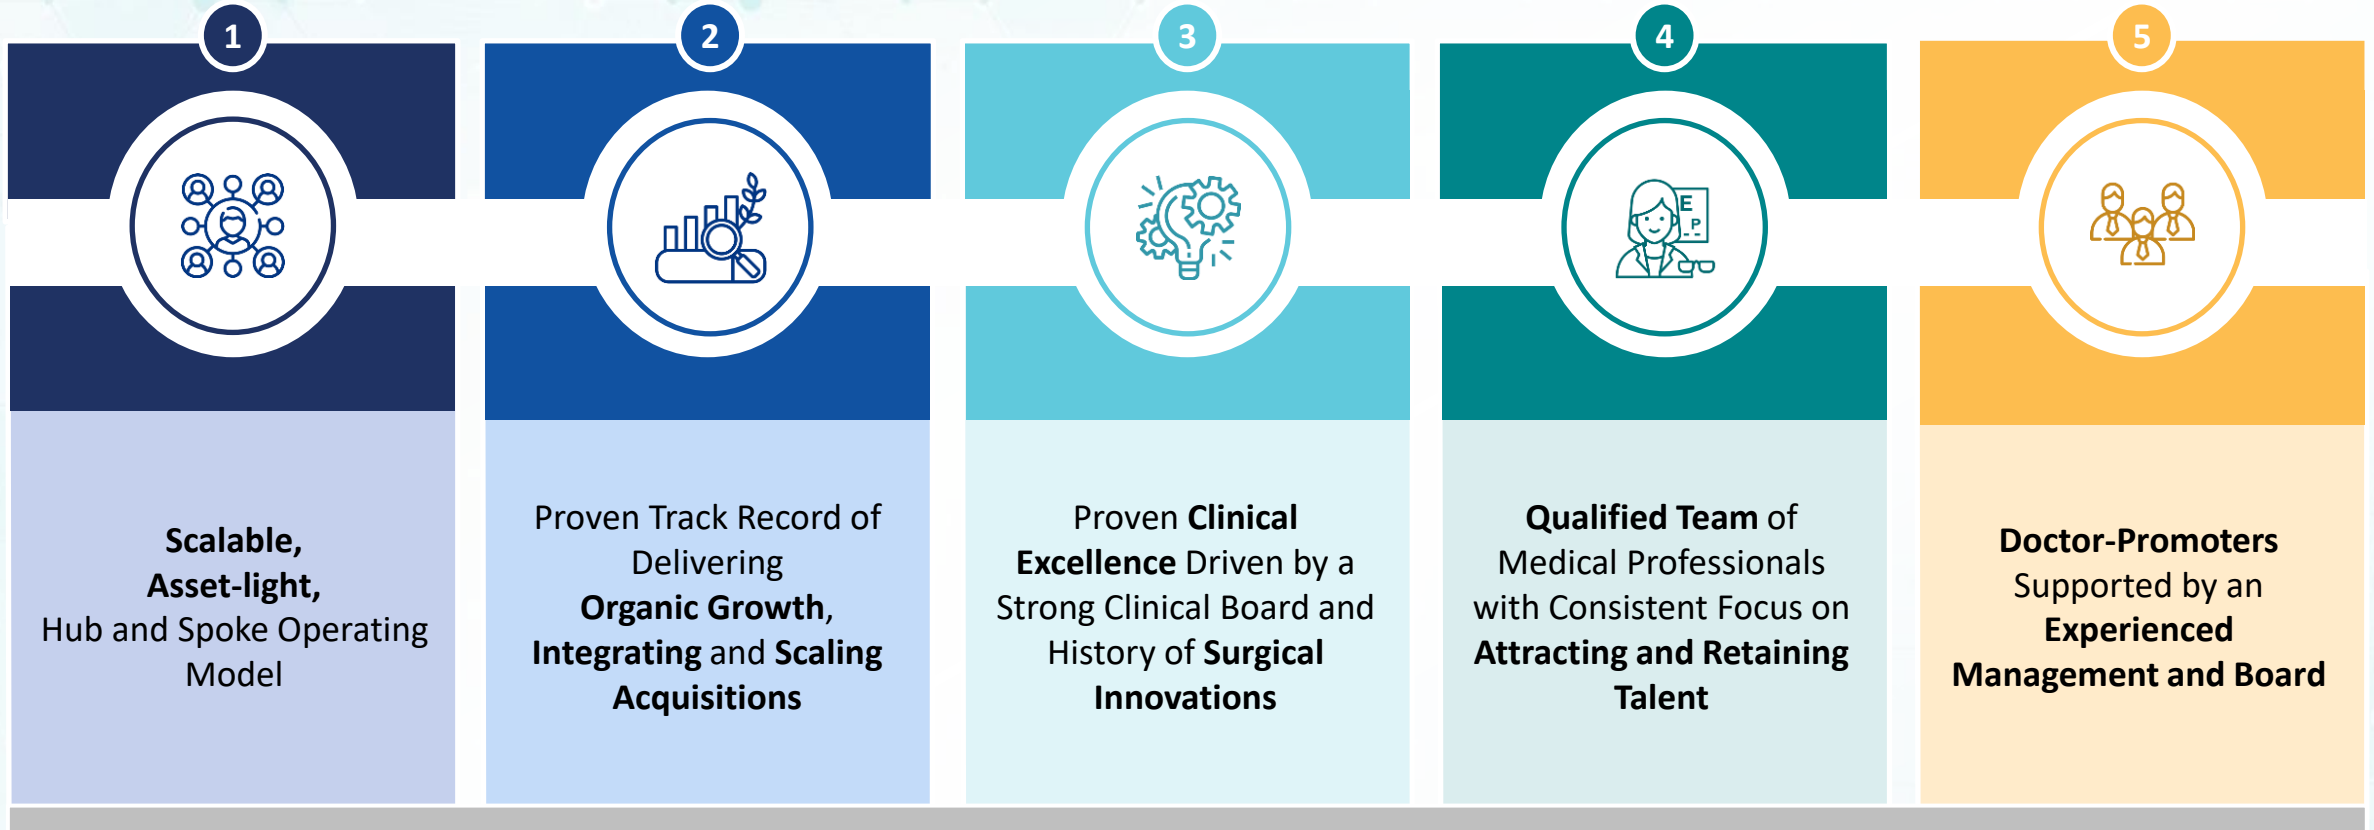 1
Scalable,
Asset-light,
Hub and Spoke Operating
Model
2
Proven Track Record of
Delivering
Organic Growth,
Integrating and Scaling
Acquisitions
3
Proven Clinical
Excellence Driven by a
Strong Clinical Board and
History of Surgical
Innovations
4
E
P
Qualified Team of
Medical Professionals
with Consistent Focus on
Attracting and Retaining
Talent
5
Doctor-Promoters
Supported by an
Experienced
Management and Board